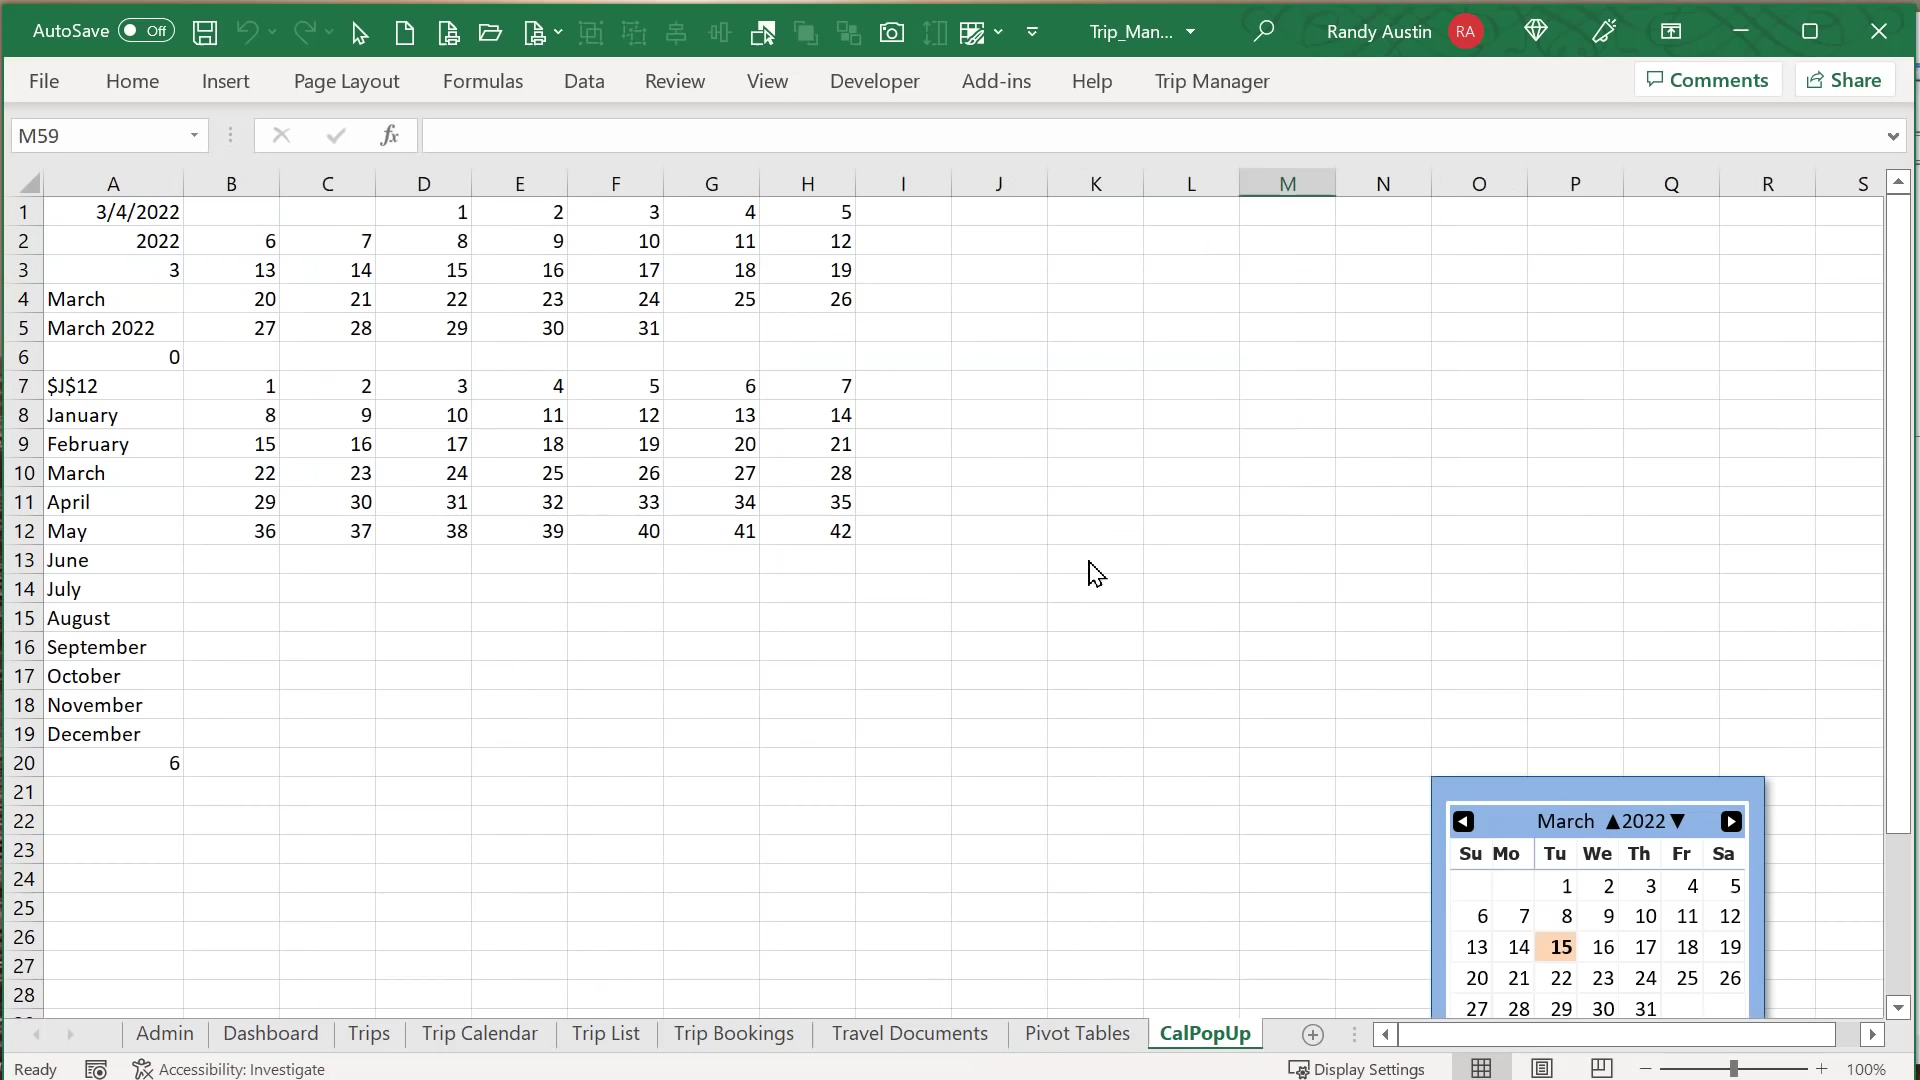 AutoSave Off Trip_Man... Randy Austin RA
File Home Insert Page Layout Formulas Data Review View Developer Add-ins Help Trip Manager Comments Share
M59 fx
A B C D E F G H I J K L M N O P Q R S
1 3/4/2022 1 2 3 4 5
2 2022 6 7 8 9 10 11 12
3 3 13 14 15 16 17 18 19
4 March 20 21 22 23 24 25 26
5 March 2022 27 28 29 30 31
6 0
7 $J$12 1 2 3 4 5 6 7
8 January 8 9 10 11 12 13 14
9 February 15 16 17 18 19 20 21
10 March 22 23 24 25 26 27 28
11 April 29 30 31 32 33 34 35
12 May 36 37 38 39 40 41 42
13 June
14 July
15 August
16 September
17 October
18 November
19 December
20 6
21
22
23
24
25
26
27
28
March ▲2022▼
Su Mo Tu We Th Fr Sa
1 2 3 4 5
6 7 8 9 10 11 12
13 14 15 16 17 18 19
20 21 22 23 24 25 26
27 28 29 30 31
Admin Dashboard Trips Trip Calendar Trip List Trip Bookings Travel Documents Pivot Tables CalPopUp
Ready Accessibility: Investigate Display Settings 100%